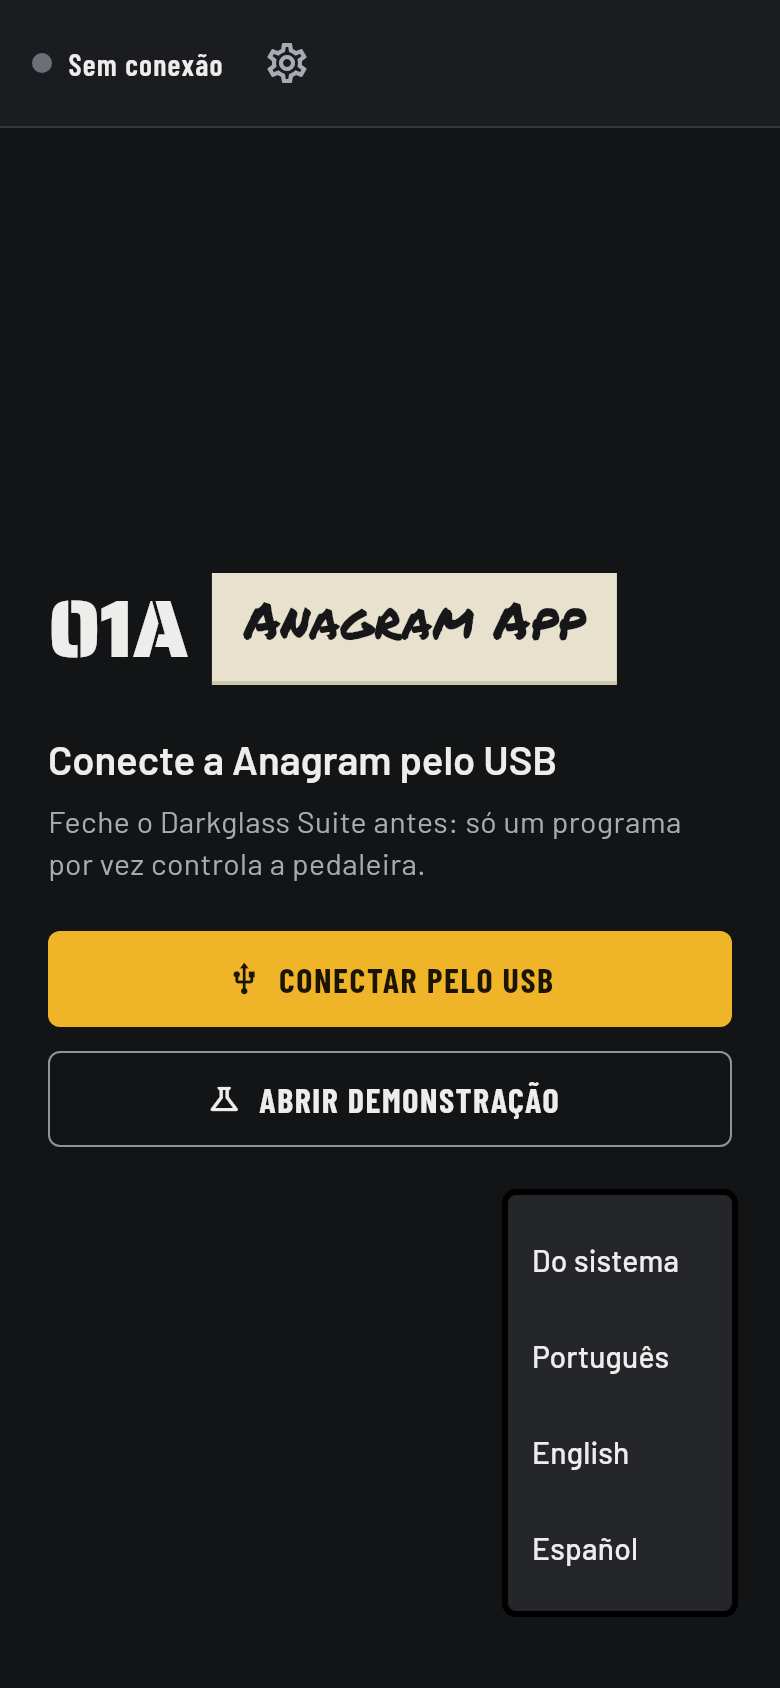 Sem conexão
01A
Anagram App
Conecte a Anagram pelo USB
Feche o Darkglass Suite antes: só um programa
por vez controla a pedaleira.
CONECTAR PELO USB
ABRIR DEMONSTRAÇÃO
Do sistema
Português
English
Español